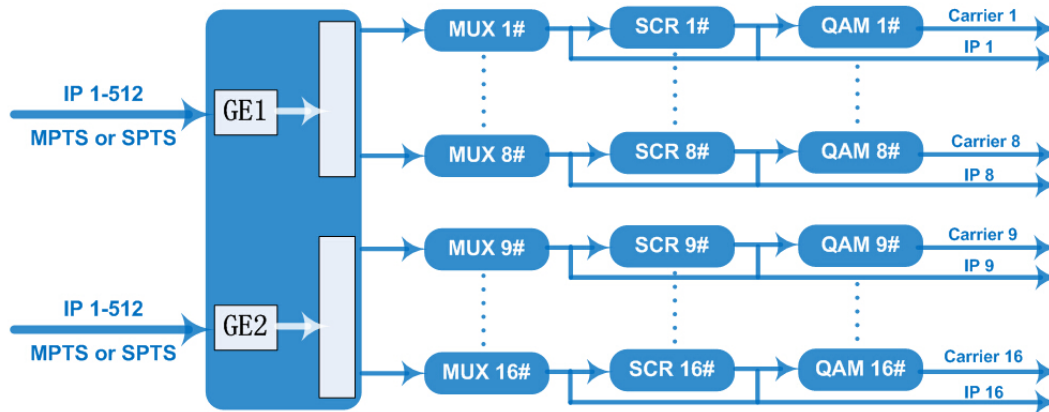 MUX 1# SCR 1# QAM 1# Carrier 1
IP 1
IP 1-512
GE1
MPTS or SPTS
MUX 8# SCR 8# QAM 8# Carrier 8
IP 8
MUX 9# SCR 9# QAM 9# Carrier 9
IP 9
IP 1-512
GE2
MPTS or SPTS
MUX 16# SCR 16# QAM 16# Carrier 16
IP 16